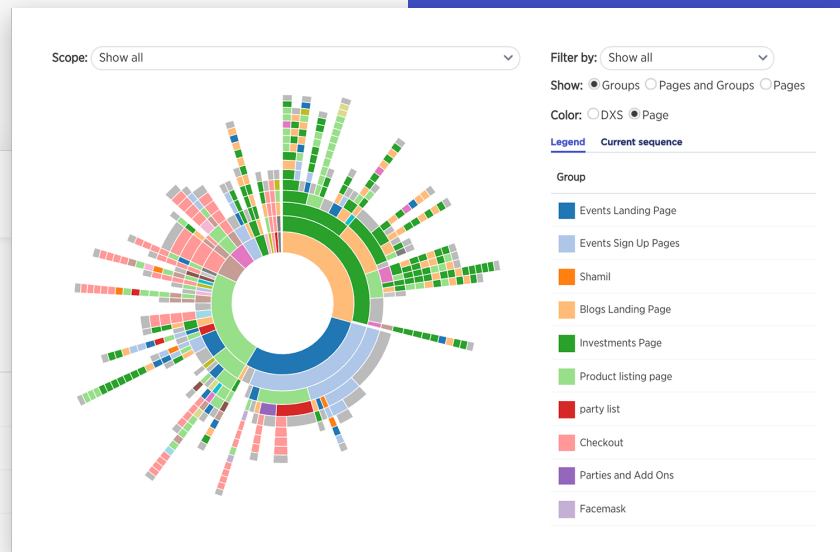 Scope: Show all
Filter by: Show all
Show: Groups Pages and Groups Pages
Color: DXS Page
Legend Current sequence
Group
Events Landing Page
Events Sign Up Pages
Shamil
Blogs Landing Page
Investments Page
Product listing page
party list
Checkout
Parties and Add Ons
Facemask